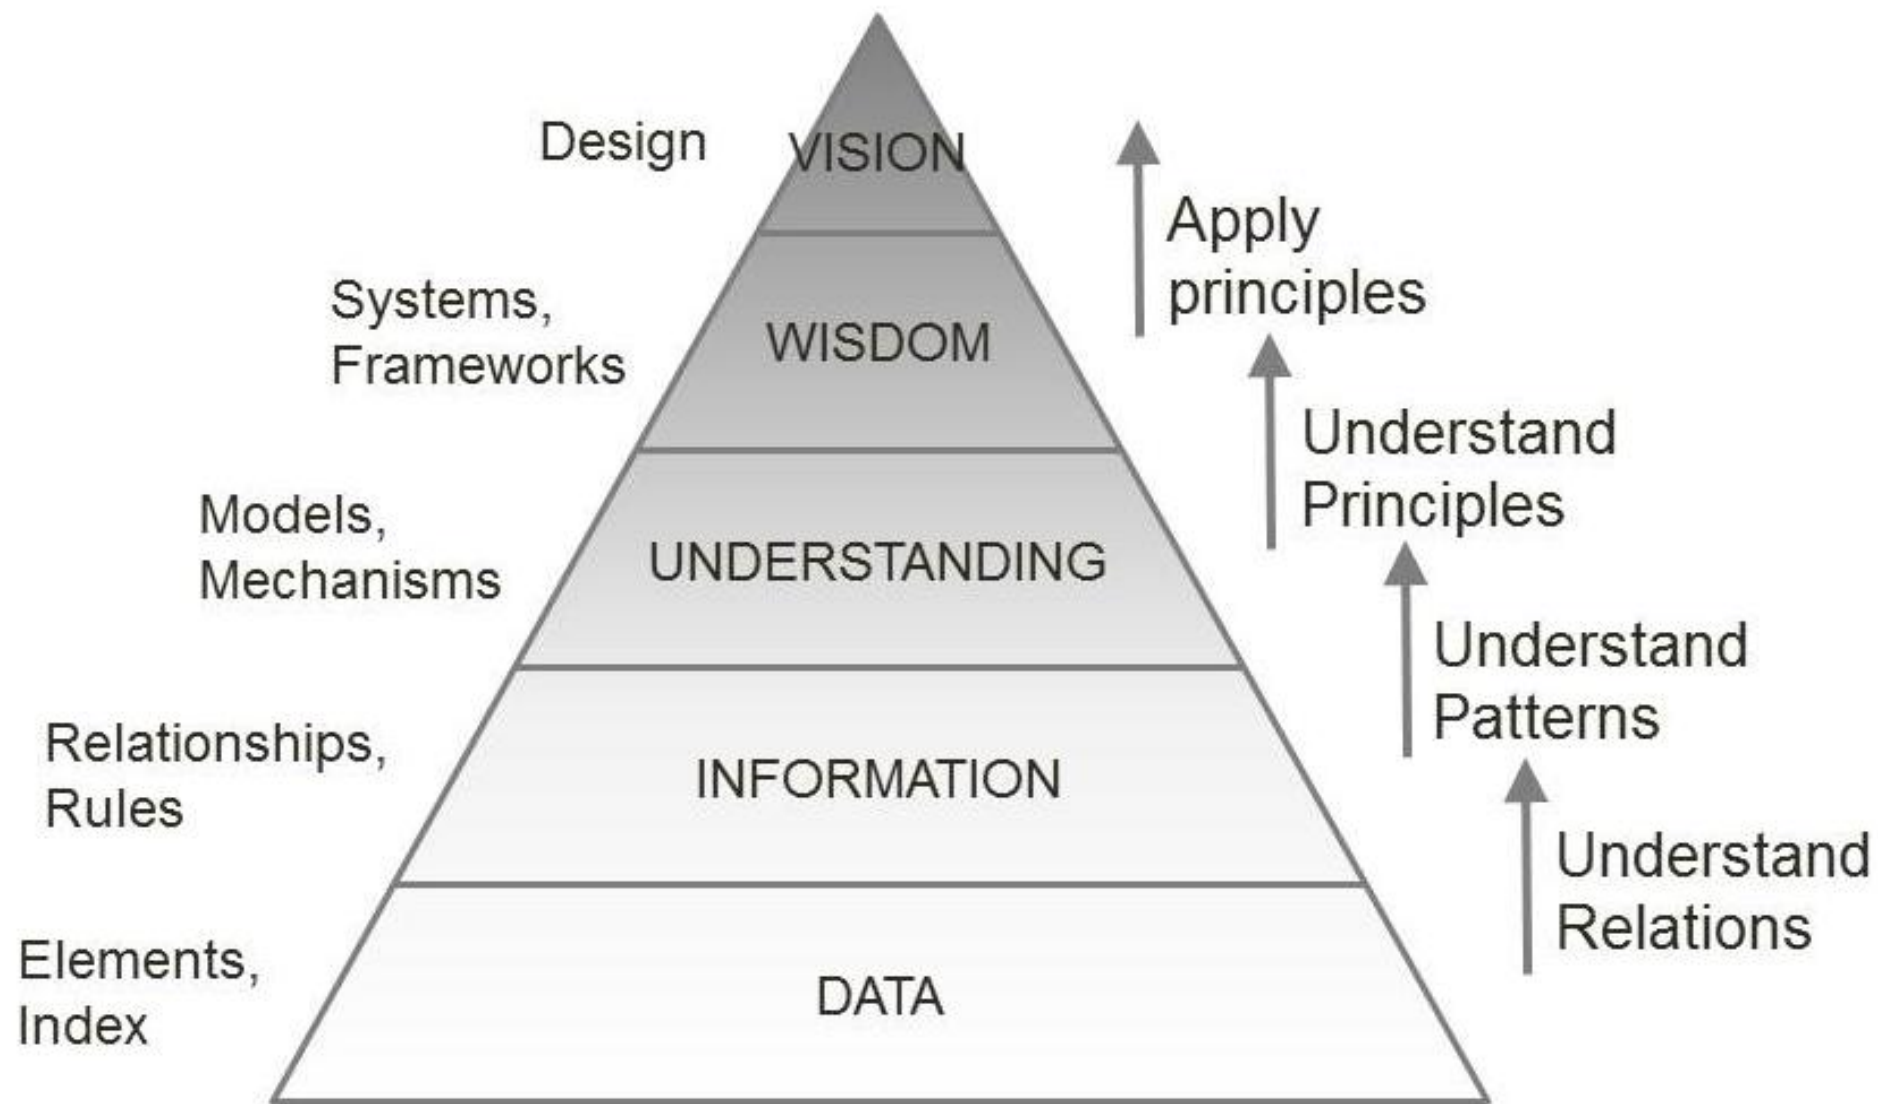 Design
VISION
Apply
principles
Systems,
Frameworks
WISDOM
Understand
Principles
Models,
Mechanisms
UNDERSTANDING
Understand
Patterns
Relationships,
Rules
INFORMATION
Understand
Relations
Elements,
Index
DATA